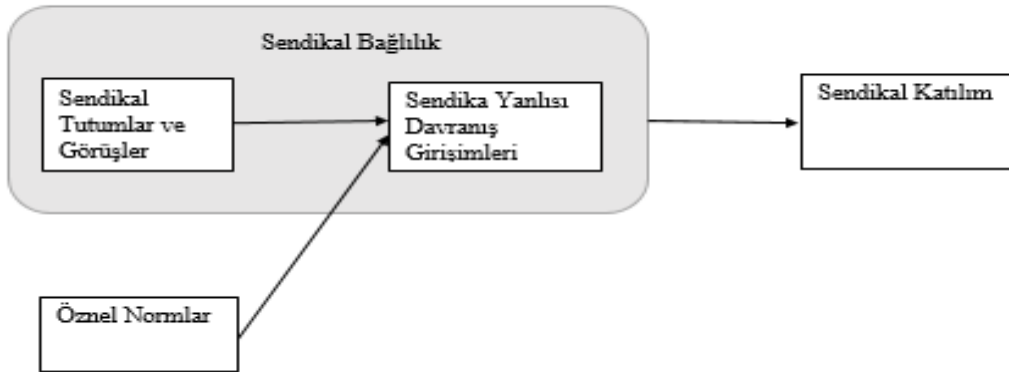 Sendikal Bağlılık
Sendikal
Tutumlar ve
Görüşler
Sendika Yanlısı
Davranış
Girişimleri
Sendikal Katılım
Öznel Normlar